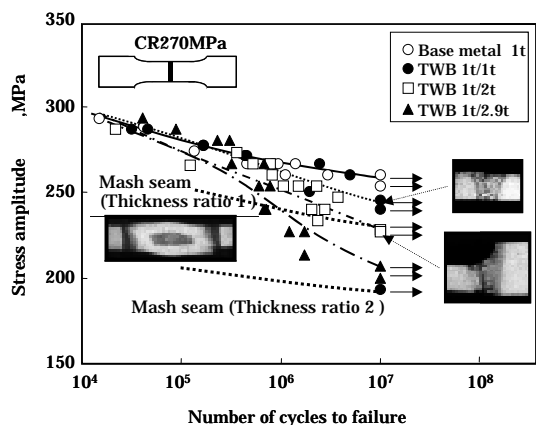 350
300
250
200
150
Stress amplitude ,MPa
CR270MPa
Base metal 1t
TWB 1t/1t
TWB 1t/2t
TWB 1t/2.9t
Mash seam
(Thickness ratio 1)
Mash seam (Thickness ratio 2 )
10⁴ 10⁵ 10⁶ 10⁷ 10⁸
Number of cycles to failure